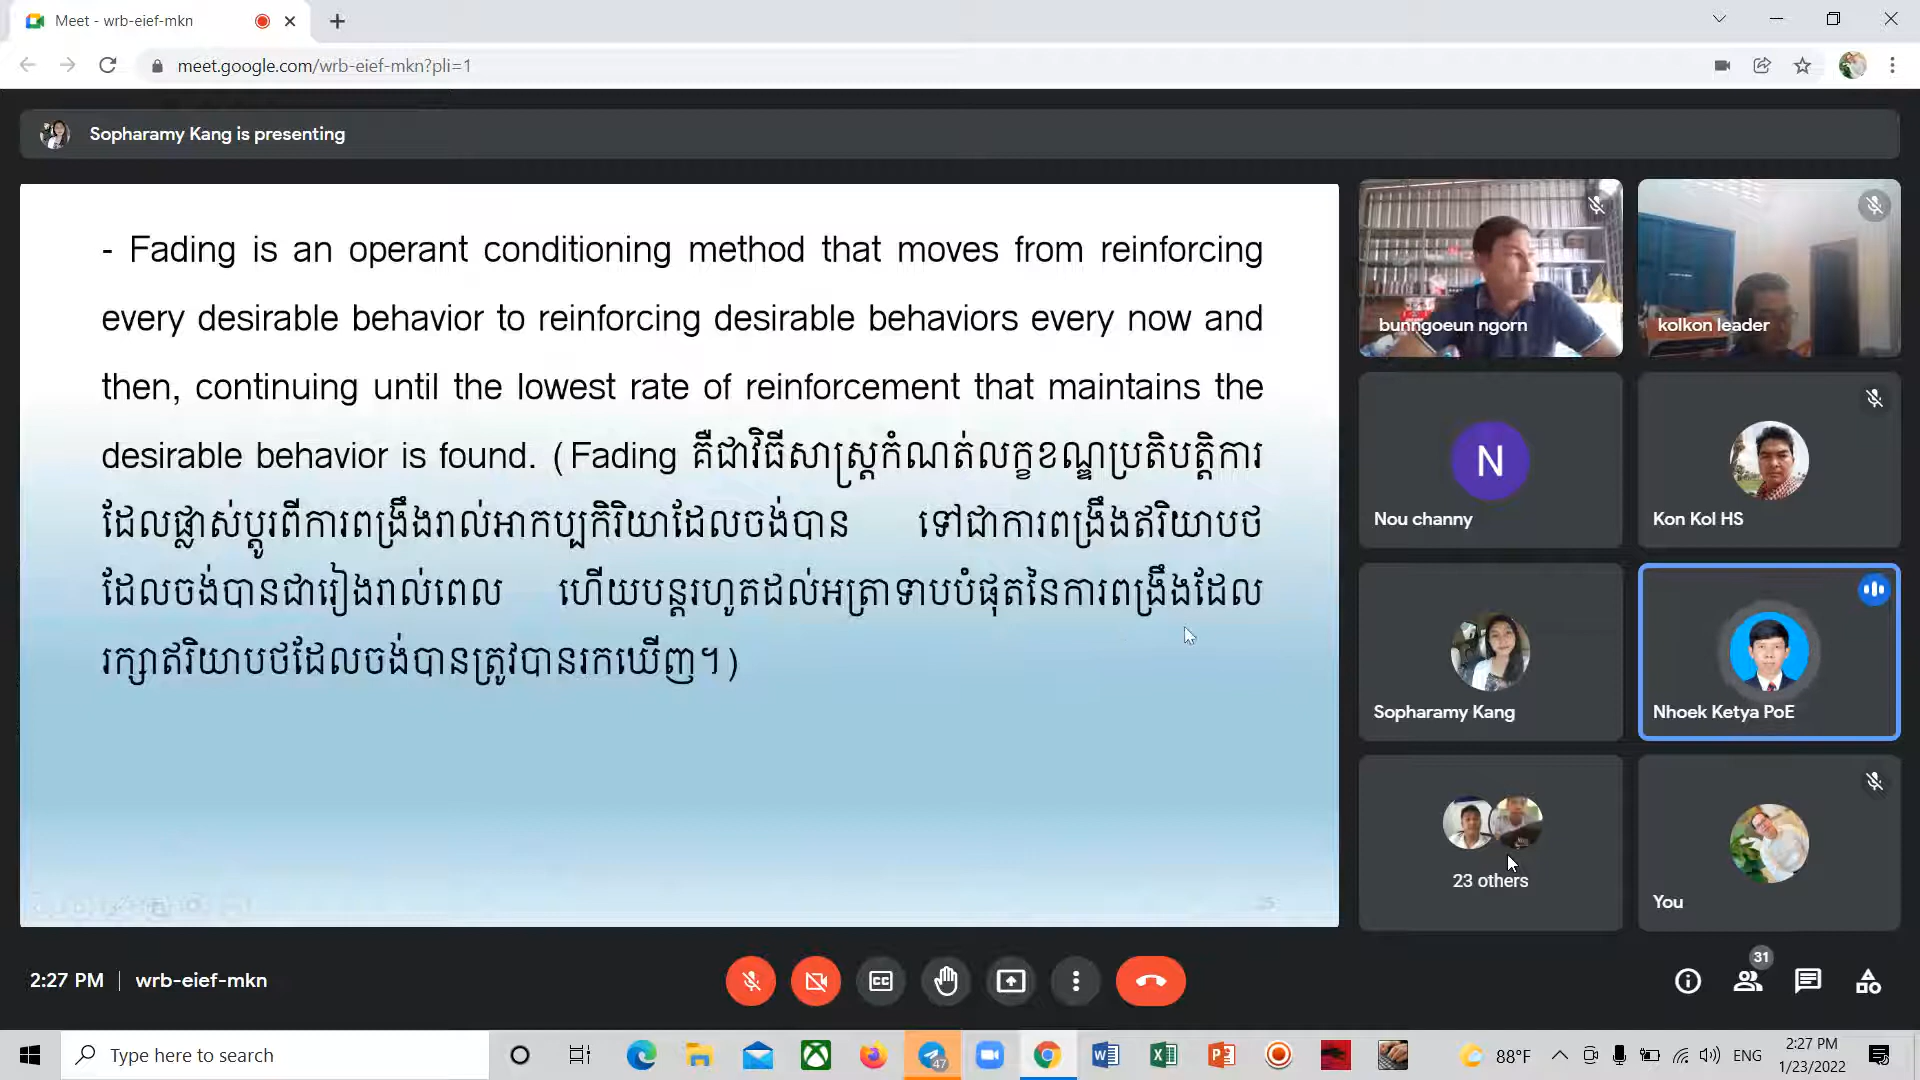 Meet - wrb-eief-mkn
meet.google.com/wrb-eief-mkn?pli=1
Sopharamy Kang is presenting
- Fading is an operant conditioning method that moves from reinforcing
every desirable behavior to reinforcing desirable behaviors every now and
then, continuing until the lowest rate of reinforcement that maintains the
desirable behavior is found. (Fading គឺជាវិធីសាស្ត្រកំណត់លក្ខខណ្ឌប្រតិបត្តិការ
ដែលផ្លាស់ប្តូរពីការពង្រឹងរាល់អាកប្បកិរិយាដែលចង់បាន ទៅជាការពង្រឹងឥរិយាបថ
ដែលចង់បានជារៀងរាល់ពេល ហើយបន្តរហូតដល់អត្រាទាបបំផុតនៃការពង្រឹងដែល
រក្សាឥរិយាបថដែលចង់បានត្រូវបានរកឃើញ។)
25
bunngoeun ngorn
kolkon leader
N
Nou channy
Kon Kol HS
Sopharamy Kang
Nhoek Ketya PoE
23 others
You
2:27 PM | wrb-eief-mkn
CC
31
Type here to search
47
88°F
ENG
2:27 PM
1/23/2022